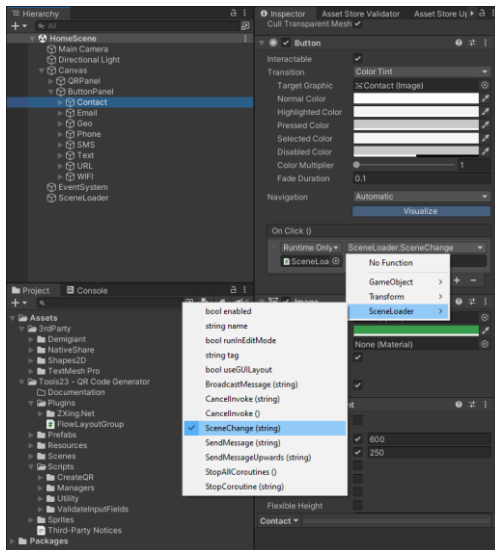 Hierarchy
All
HomeScene
Main Camera
Directional Light
Canvas
QRPanel
ButtonPanel
Contact
Email
Geo
Phone
SMS
Text
URL
WIFI
EventSystem
SceneLoader
Inspector Asset Store Validator Asset Store Up
Cull Transparent Mesh
Button
Interactable
Transition Color Tint
Target Graphic Contact (Image)
Normal Color
Highlighted Color
Pressed Color
Selected Color
Disabled Color
Color Multiplier 1
Fade Duration 0.1
Navigation Automatic
Visualize
On Click ()
Runtime Only SceneLoader.SceneChange
SceneLoa
No Function
GameObject
Transform
SceneLoader
None (Material)
600
250
Flexible Height
Contact
Project Console
Assets
3rdParty
Demigiant
NativeShare
Shapes2D
TextMesh Pro
Tools23 - QR Code Generator
Documentation
Plugins
ZXing.Net
FlowLayoutGroup
Prefabs
Resources
Scenes
Scripts
CreateQR
Managers
Utility
ValidateInputFields
Sprites
Third-Party Notices
Packages
bool enabled
string name
bool runInEditMode
string tag
bool useGUILayout
BroadcastMessage (string)
CancelInvoke (string)
CancelInvoke ()
SceneChange (string)
SendMessage (string)
SendMessageUpwards (string)
StopAllCoroutines ()
StopCoroutine (string)